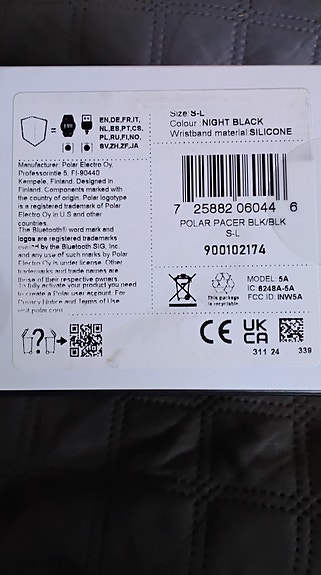 EN,DE,FR,IT,
NL,ES,PT,CS,
PL,RU,FI,NO,
SV,ZH,ZF,JA
Manufacturer: Polar Electro Oy,
Professorintie 5, FI-90440
Kempele, Finland. Designed in
Finland. Components marked with
the country of origin. Polar logotype
is a registered trademark of Polar
Electro Oy in U.S and other
countries.
The Bluetooth® word mark and
logos are registered trademarks
owned by the Bluetooth SIG, Inc.
and any use of such marks by Polar
Electro Oy is under license. Other
trademarks and trade names are
those of their respective owners.
To fully activate your product you need
to create a Polar user account. For
Privacy Notice and Terms of Use
visit polar.com
Size: S-L
Colour: NIGHT BLACK
Wristband material: SILICONE
7 25882 06044 6
POLAR PACER BLK/BLK
S-L
900102174
This package
is recyclable
MODEL: 5A
IC: 6248A-5A
FCC ID: INW5A
CE
UK
CA
311 24 339